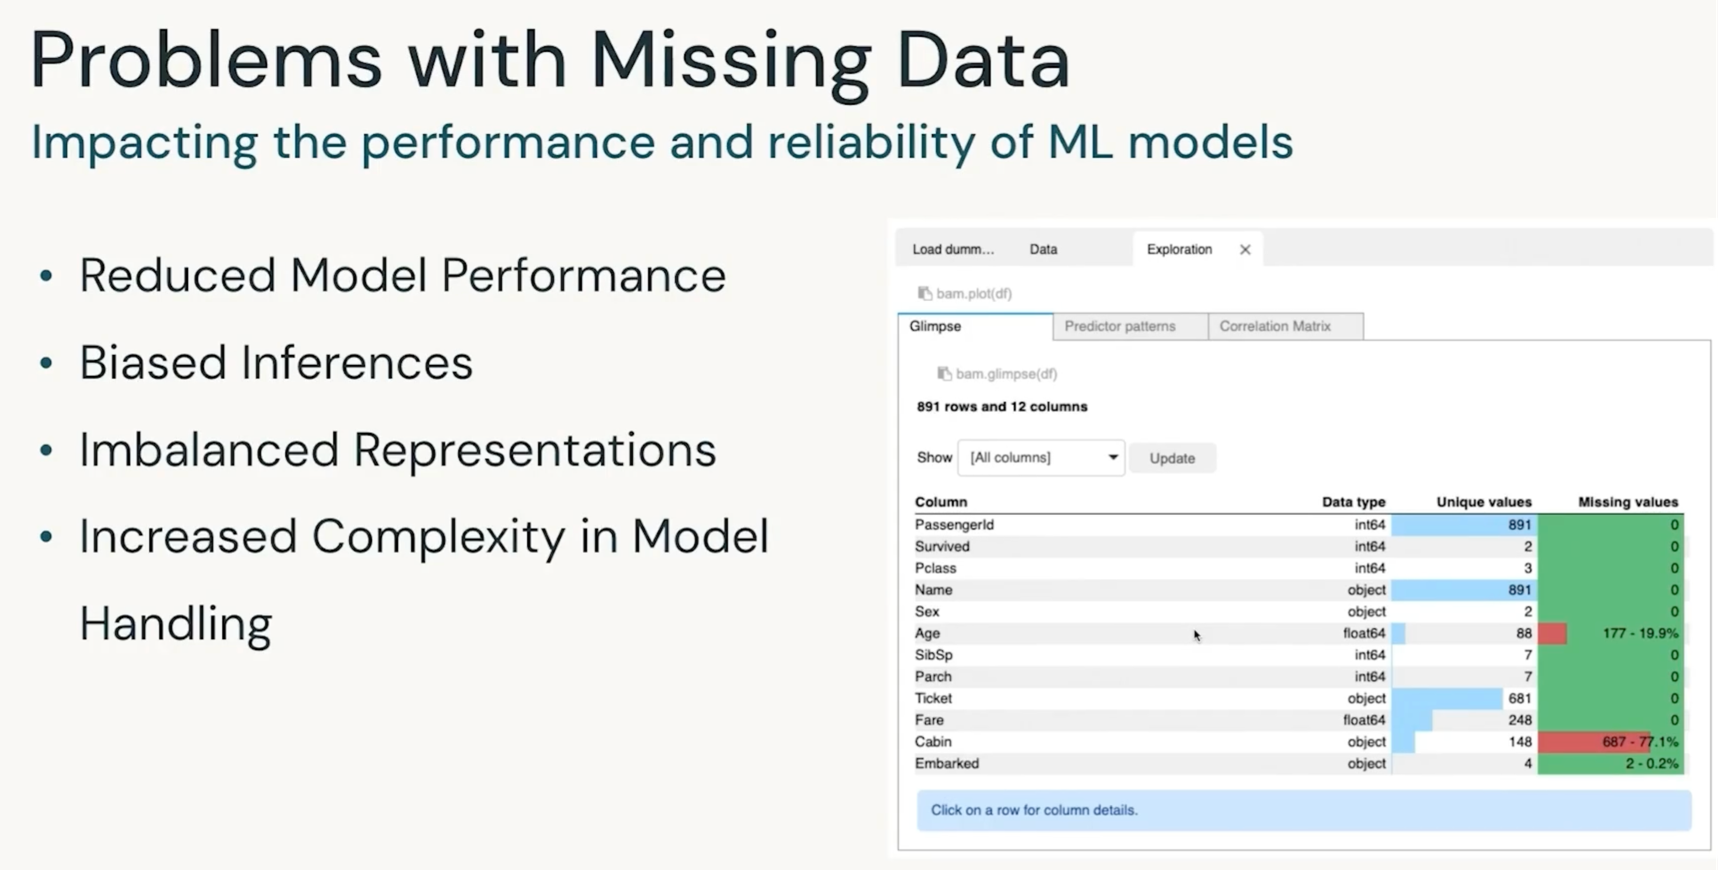 Problems with Missing Data
Impacting the performance and reliability of ML models
• Reduced Model Performance
• Biased Inferences
• Imbalanced Representations
• Increased Complexity in Model
Handling
Load dumm... Data Exploration ×
bam.plot(df)
Glimpse Predictor patterns Correlation Matrix
bam.glimpse(df)
891 rows and 12 columns
Show [All columns] Update
Column Data type Unique values Missing values
PassengerId int64 891 0
Survived int64 2 0
Pclass int64 3 0
Name object 891 0
Sex object 2 0
Age float64 88 177 - 19.9%
SibSp int64 7 0
Parch int64 7 0
Ticket object 681 0
Fare float64 248 0
Cabin object 148 687 - 77.1%
Embarked object 4 2 - 0.2%
Click on a row for column details.